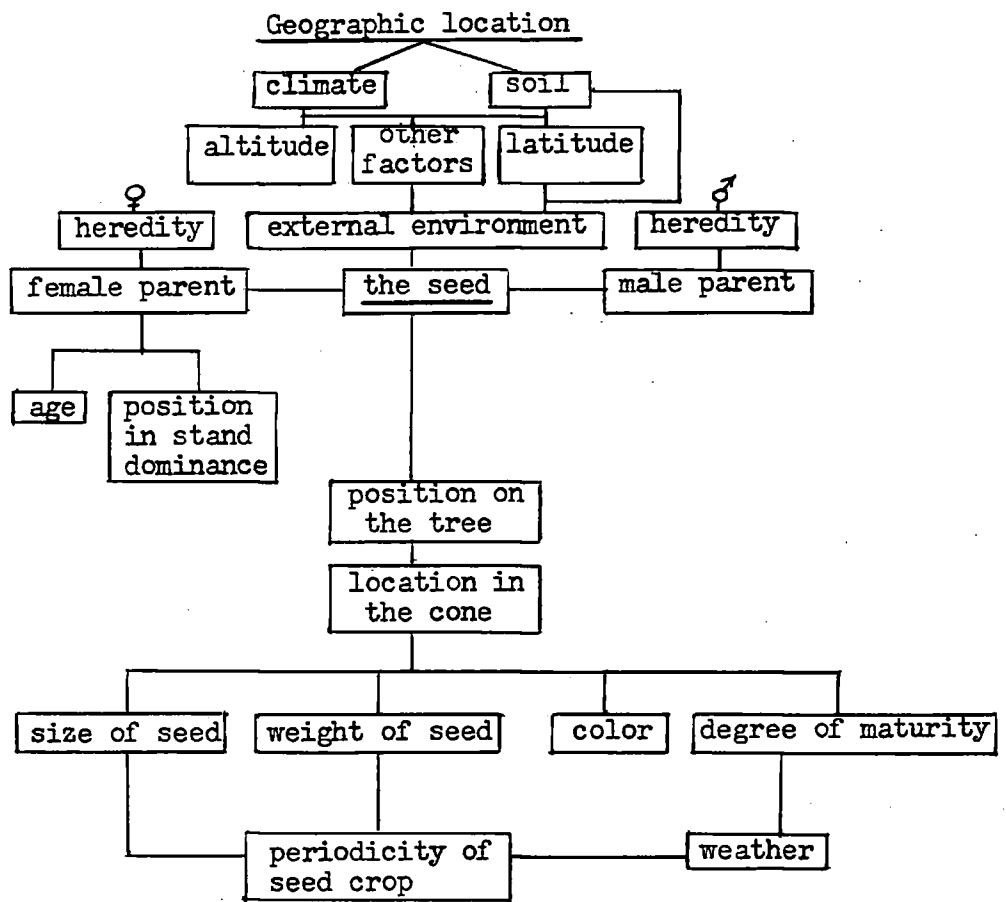 Geographic location
climate
soil
altitude
other
factors
latitude
♀
♂
heredity
external environment
heredity
female parent
the seed
male parent
age
position
in stand
dominance
position on
the tree
location in
the cone
size of seed
weight of seed
color
degree of maturity
periodicity of
seed crop
weather